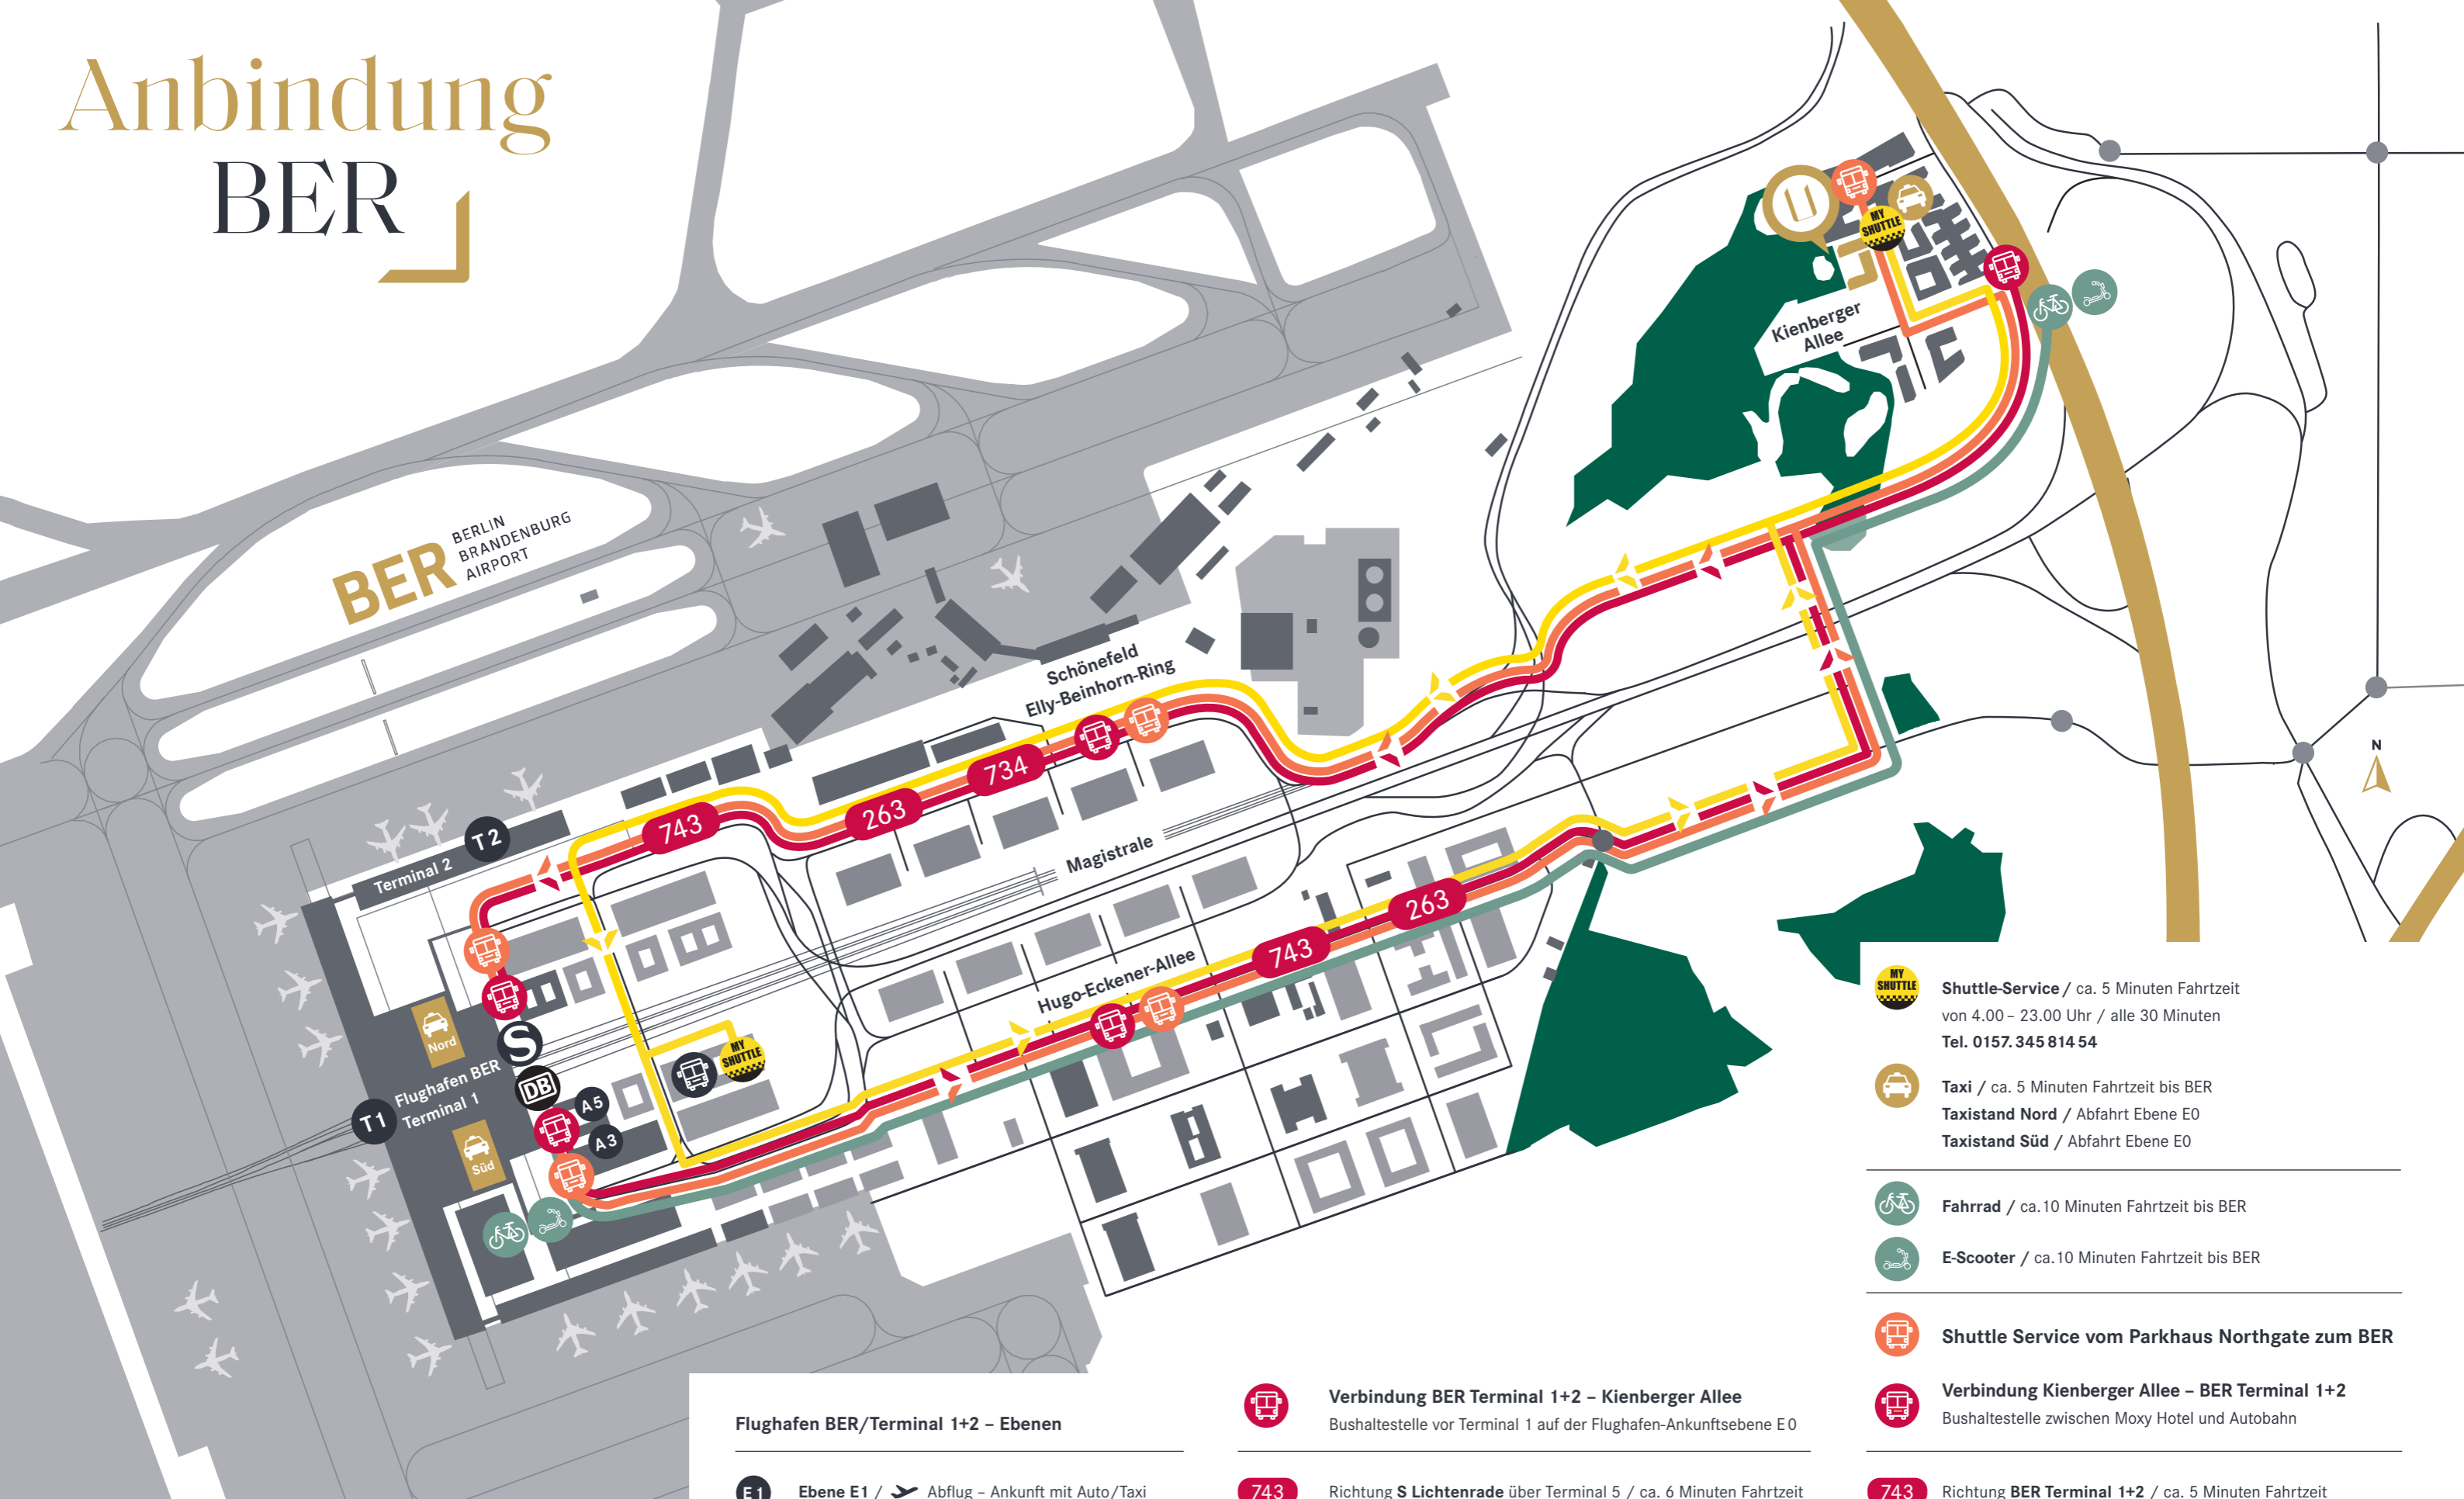 Anbindung
BER
BER
BERLIN
BRANDENBURG
AIRPORT
MY
SHUTTLE
Kienberger
Allee
Schönefeld
Elly-Beinhorn-Ring
734
263
743
T 2
Terminal 2
Magistrale
N
263
743
Hugo-Eckener-Allee
Nord
S
DB
MY
SHUTTLE
Flughafen BER
Terminal 1
T1
A 5
A 3
Süd
MY
SHUTTLE
Shuttle-Service / ca. 5 Minuten Fahrtzeit
von 4.00 – 23.00 Uhr / alle 30 Minuten
Tel. 0157. 345 814 54
Taxi / ca. 5 Minuten Fahrtzeit bis BER
Taxistand Nord / Abfahrt Ebene E0
Taxistand Süd / Abfahrt Ebene E0
Fahrrad / ca.10 Minuten Fahrtzeit bis BER
E-Scooter / ca.10 Minuten Fahrtzeit bis BER
Shuttle Service vom Parkhaus Northgate zum BER
Verbindung Kienberger Allee – BER Terminal 1+2
Bushaltestelle zwischen Moxy Hotel und Autobahn
743 Richtung BER Terminal 1+2 / ca. 5 Minuten Fahrtzeit
Verbindung BER Terminal 1+2 – Kienberger Allee
Bushaltestelle vor Terminal 1 auf der Flughafen-Ankunftsebene E0
743 Richtung S Lichtenrade über Terminal 5 / ca. 6 Minuten Fahrtzeit
Flughafen BER/Terminal 1+2 – Ebenen
E1 Ebene E1 / Abflug – Ankunft mit Auto/Taxi